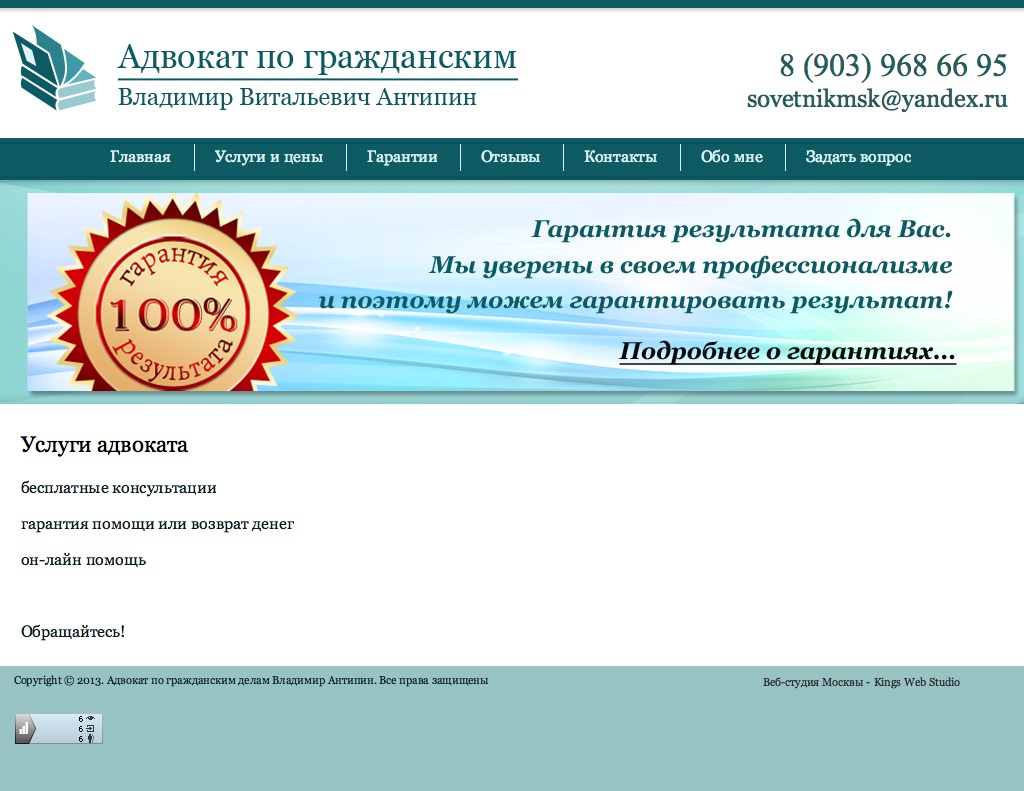 Адвокат по гражданским
Владимир Витальевич Антипин
8 (903) 968 66 95
sovetnikmsk@yandex.ru
Главная
Услуги и цены
Гарантии
Отзывы
Контакты
Обо мне
Задать вопрос
гарантия
100%
результата
Гарантия результата для Вас.
Мы уверены в своем профессионализме
и поэтому можем гарантировать результат!
Подробнее о гарантиях...
Услуги адвоката
бесплатные консультации
гарантия помощи или возврат денег
он-лайн помощь
Обращайтесь!
Copyright © 2013. Адвокат по гражданским делам Владимир Антипин. Все права защищены
Веб-студия Москвы - Kings Web Studio
6
6
6